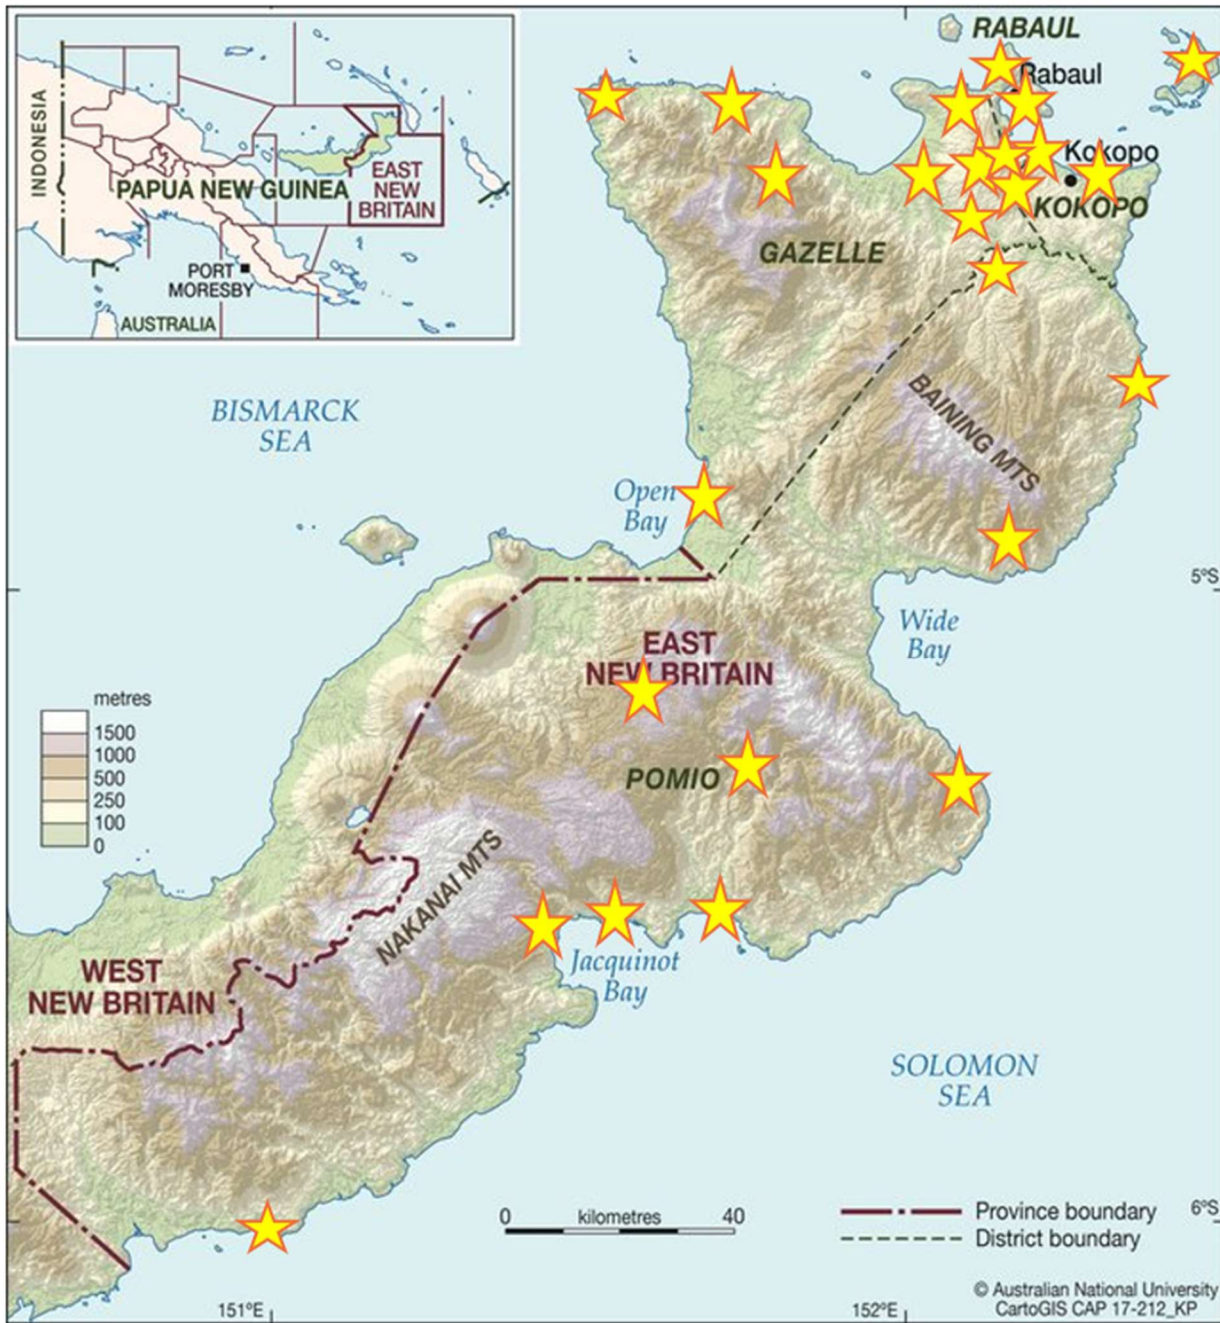 RABAUL
Rabaul
Kokopo
KOKOPO
GAZELLE
INDONESIA
PAPUA NEW GUINEA
EAST
NEW
BRITAIN
PORT
MORESBY
AUSTRALIA
BISMARCK
SEA
BAINING MTS
Open
Bay
5°S
Wide
Bay
EAST
NEW BRITAIN
metres
1500
1000
500
250
100
0
POMIO
NAKANAI MTS
Jacquinot
Bay
WEST
NEW BRITAIN
SOLOMON
SEA
0 kilometres 40
Province boundary
District boundary
6°S
© Australian National University
CartoGIS CAP 17-212_KP
151°E
152°E